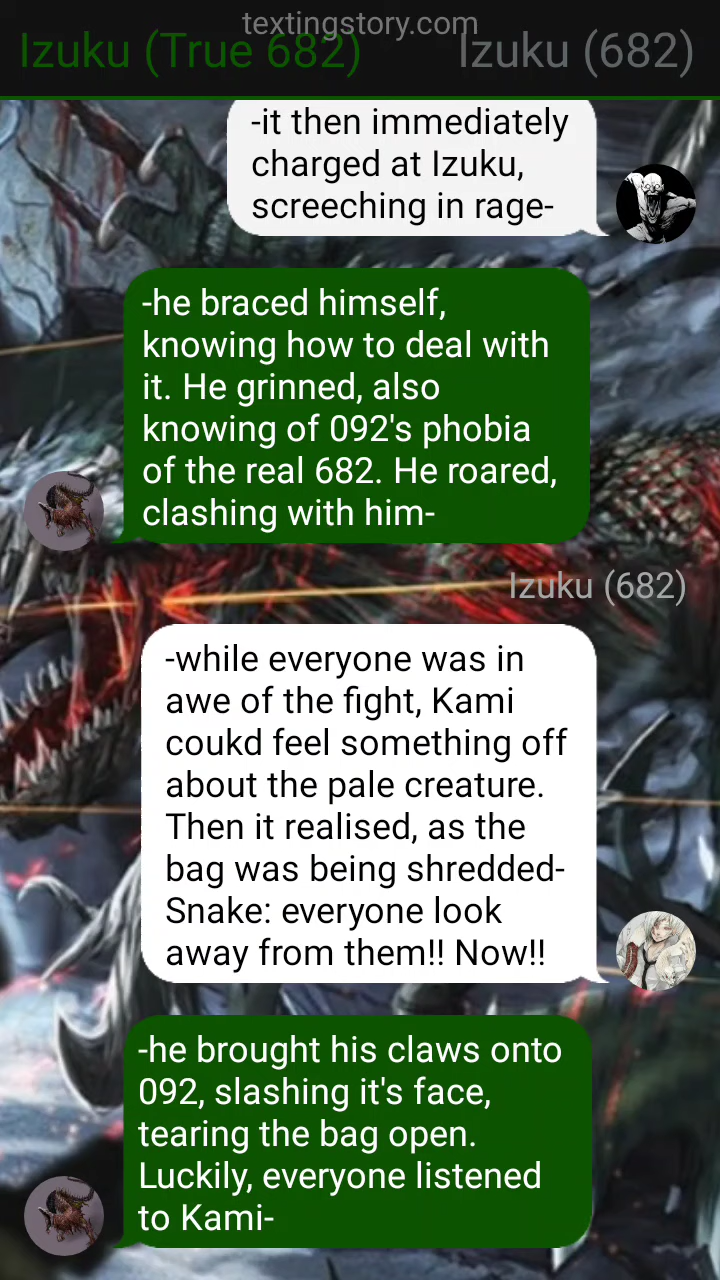 textingstory.com
Izuku (True 682) Izuku (682)
-it then immediately
charged at Izuku,
screeching in rage-
-he braced himself,
knowing how to deal with
it. He grinned, also
knowing of 092's phobia
of the real 682. He roared,
clashing with him-
Izuku (682)
-while everyone was in
awe of the fight, Kami
coukd feel something off
about the pale creature.
Then it realised, as the
bag was being shredded-
Snake: everyone look
away from them!! Now!!
-he brought his claws onto
092, slashing it's face,
tearing the bag open.
Luckily, everyone listened
to Kami-